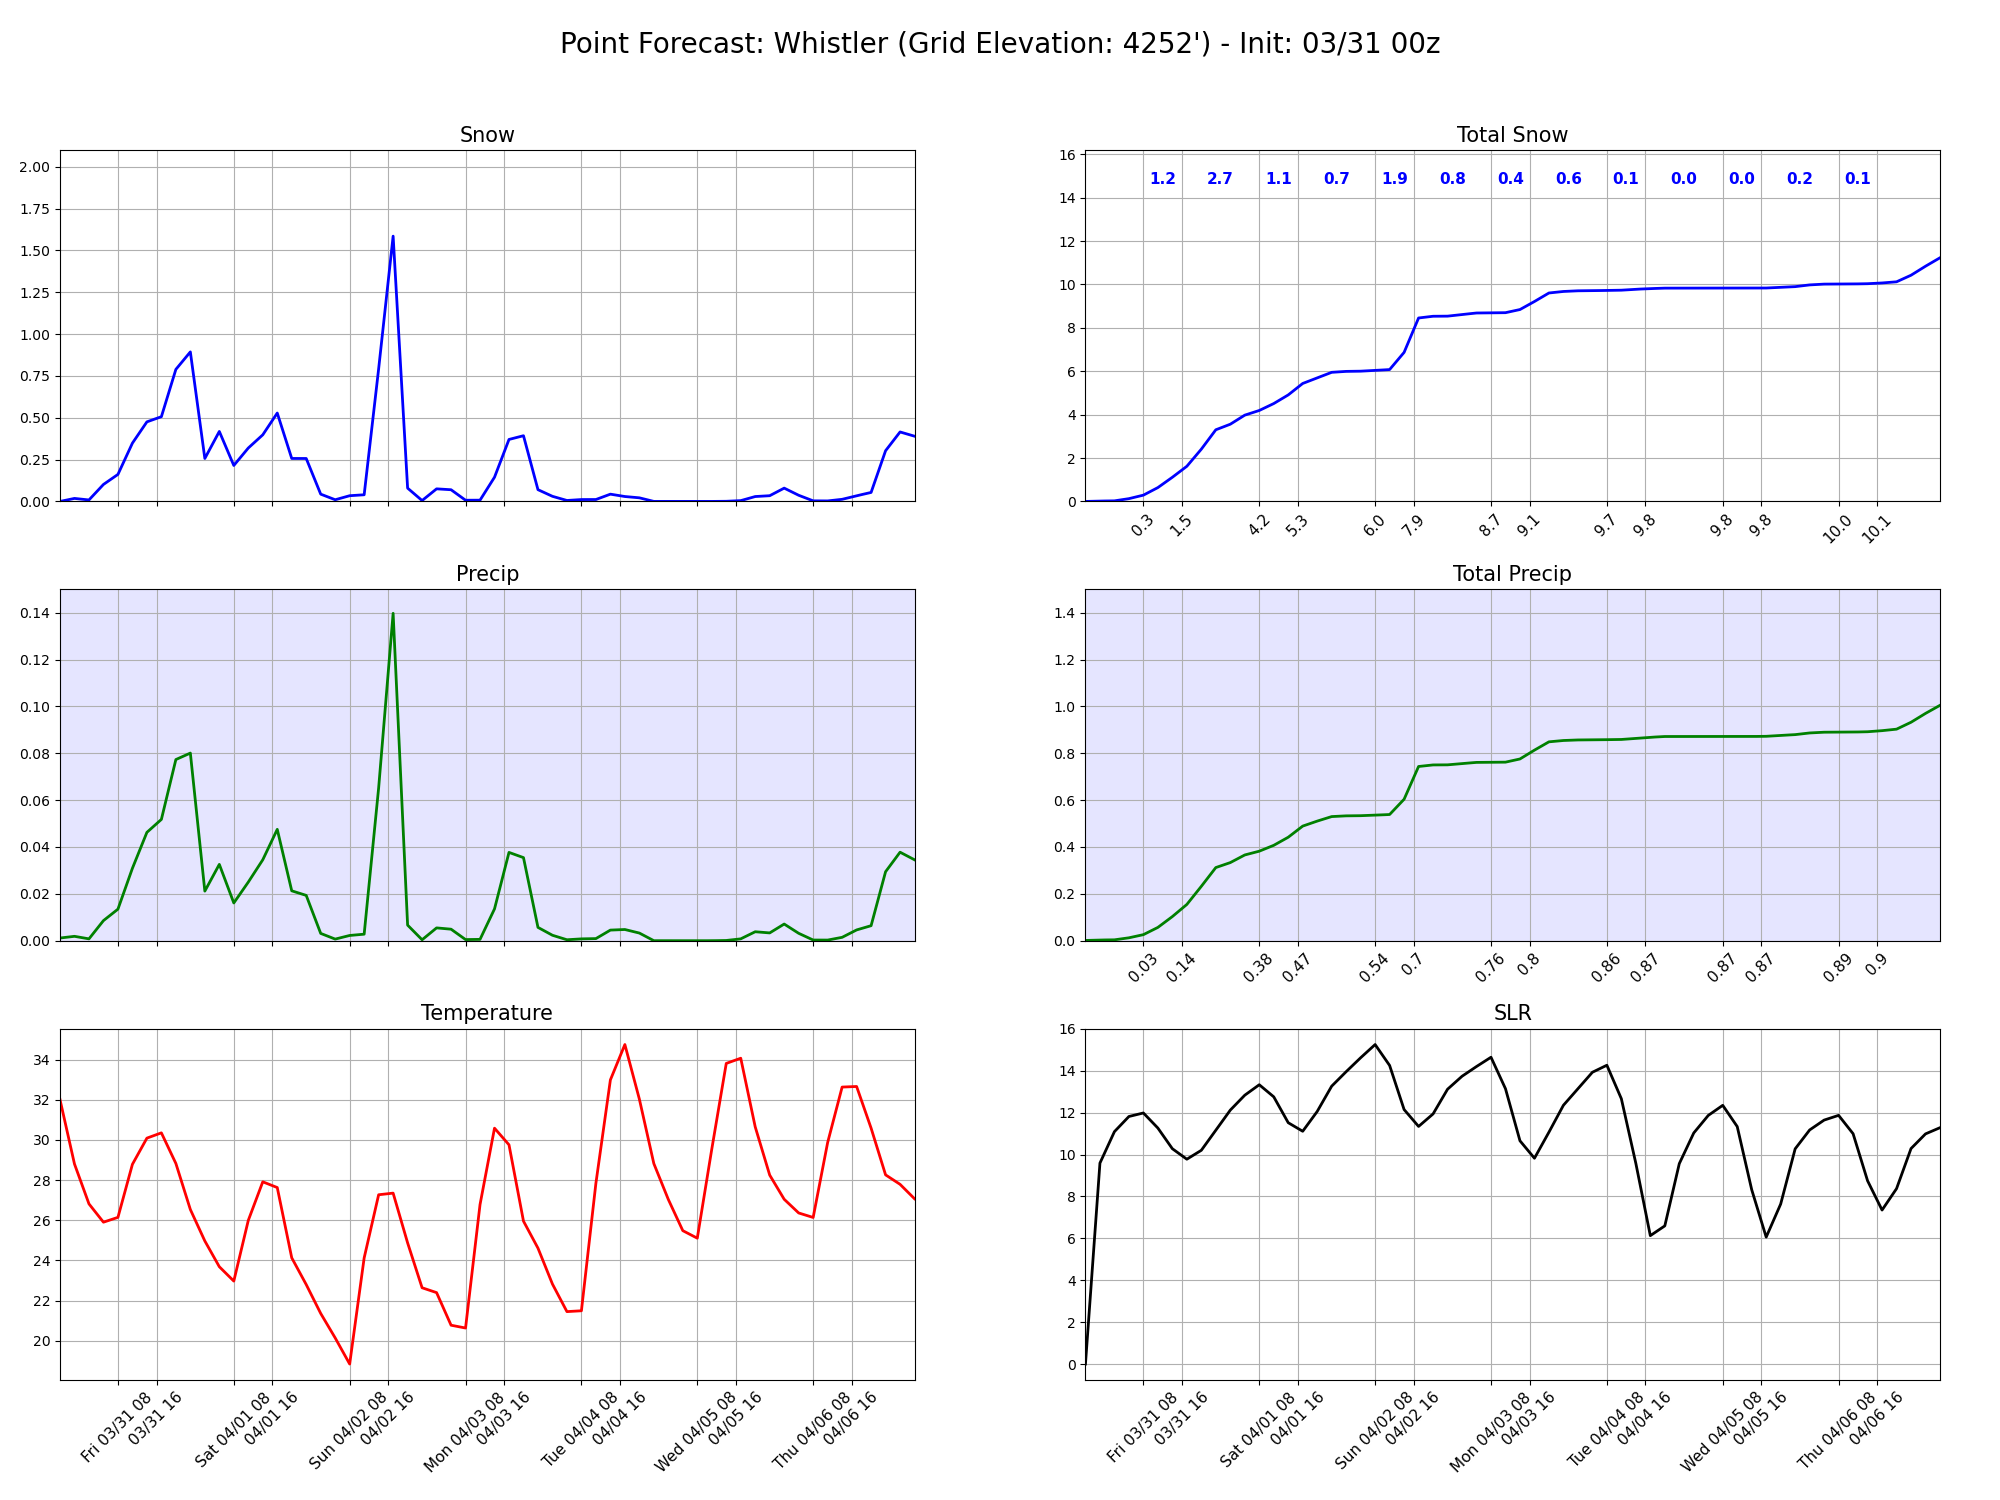 Point Forecast: Whistler (Grid Elevation: 4252') - Init: 03/31 00z
Snow
2.00
1.75
1.50
1.25
1.00
0.75
0.50
0.25
0.00
Total Snow
16
14
12
10
8
6
4
2
0
1.2 2.7 1.1 0.7 1.9 0.8 0.4 0.6 0.1 0.0 0.0 0.2 0.1
0.3 1.5 4.2 5.3 6.0 7.9 8.7 9.1 9.7 9.8 9.8 9.8 10.0 10.1
Precip
0.14
0.12
0.10
0.08
0.06
0.04
0.02
0.00
Total Precip
1.4
1.2
1.0
0.8
0.6
0.4
0.2
0.0
0.03 0.14 0.38 0.47 0.54 0.7 0.76 0.8 0.86 0.87 0.87 0.87 0.89 0.9
Temperature
34
32
30
28
26
24
22
20
Fri 03/31 08
03/31 16
Sat 04/01 08
04/01 16
Sun 04/02 08
04/02 16
Mon 04/03 08
04/03 16
Tue 04/04 08
04/04 16
Wed 04/05 08
04/05 16
Thu 04/06 08
04/06 16
SLR
16
14
12
10
8
6
4
2
0
Fri 03/31 08
03/31 16
Sat 04/01 08
04/01 16
Sun 04/02 08
04/02 16
Mon 04/03 08
04/03 16
Tue 04/04 08
04/04 16
Wed 04/05 08
04/05 16
Thu 04/06 08
04/06 16